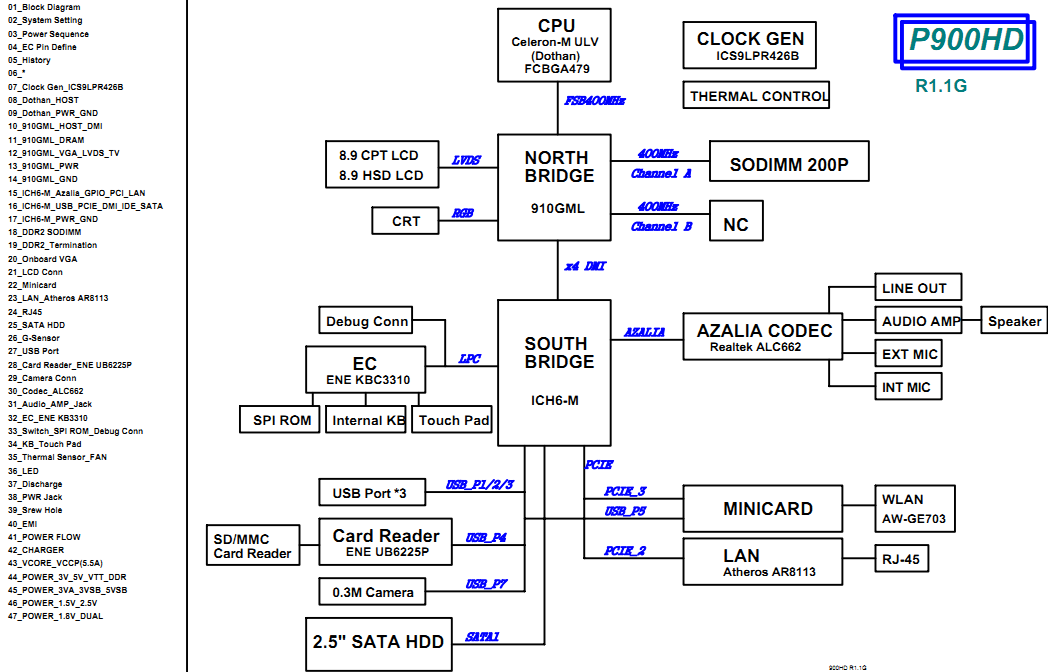 01_Block Diagram
02_System Setting
03_Power Sequence
04_EC Pin Define
05_History
06_*
07_Clock Gen_ICS9LPR426B
08_Dothan_HOST
09_Dothan_PWR_GND
10_910GML_HOST_DMI
11_910GML_DRAM
12_910GML_VGA_LVDS_TV
13_910GML_PWR
14_910GML_GND
15_ICH6-M_Azalia_GPIO_PCI_LAN
16_ICH6-M_USB_PCIE_DMI_IDE_SATA
17_ICH6-M_PWR_GND
18_DDR2 SODIMM
19_DDR2_Termination
20_Onboard VGA
21_LCD Conn
22_Minicard
23_LAN_Atheros AR8113
24_RJ45
25_SATA HDD
26_G-Sensor
27_USB Port
28_Card Reader_ENE UB6225P
29_Camera Conn
30_Codec_ALC662
31_Audio_AMP_Jack
32_EC_ENE KB3310
33_Switch_SPI ROM_Debug Conn
34_KB_Touch Pad
35_Thermal Sensor_FAN
36_LED
37_Discharge
38_PWR Jack
39_Srew Hole
40_EMI
41_POWER FLOW
42_CHARGER
43_VCORE_VCCP(5.5A)
44_POWER_3V_5V_VTT_DDR
45_POWER_3VA_3VSB_5VSB
46_POWER_1.5V_2.5V
47_POWER_1.8V_DUAL
CPU
Celeron-M ULV
(Dothan)
FCBGA479
CLOCK GEN
ICS9LPR426B
THERMAL CONTROL
P900HD
R1.1G
FSB400MHz
8.9 CPT LCD
8.9 HSD LCD
LVDS
NORTH
BRIDGE
910GML
400MHz
Channel A
SODIMM 200P
CRT
RGB
400MHz
Channel B
NC
x4 DMI
Debug Conn
EC
ENE KBC3310
LPC
SPI ROM
Internal KB
Touch Pad
SOUTH
BRIDGE
ICH6-M
AZALIA
AZALIA CODEC
Realtek ALC662
LINE OUT
AUDIO AMP
Speaker
EXT MIC
INT MIC
PCIE
USB Port *3
USB_P1/2/3
PCIE_3
USB_P5
MINICARD
WLAN
AW-GE703
SD/MMC
Card Reader
Card Reader
ENE UB6225P
USB_P4
PCIE_2
LAN
Atheros AR8113
RJ-45
0.3M Camera
USB_P7
2.5" SATA HDD
SATA1
900HD R1.1G